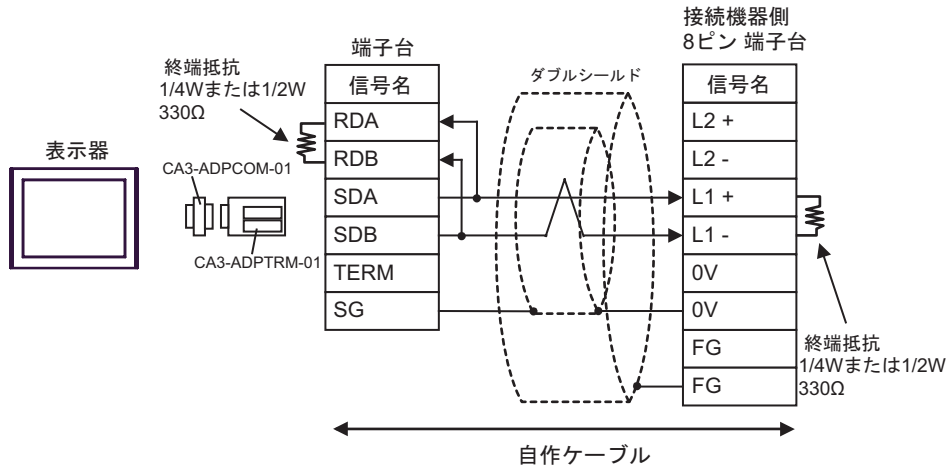 接続機器側
8ピン 端子台
端子台
終端抵抗
1/4Wまたは1/2W
330Ω
ダブルシールド
信号名
信号名
RDA
L2 +
表示器
RDB
L2 -
CA3-ADPCOM-01
SDA
L1 +
SDB
L1 -
CA3-ADPTRM-01
TERM
0V
SG
0V
FG
終端抵抗
1/4Wまたは1/2W
330Ω
FG
自作ケーブル